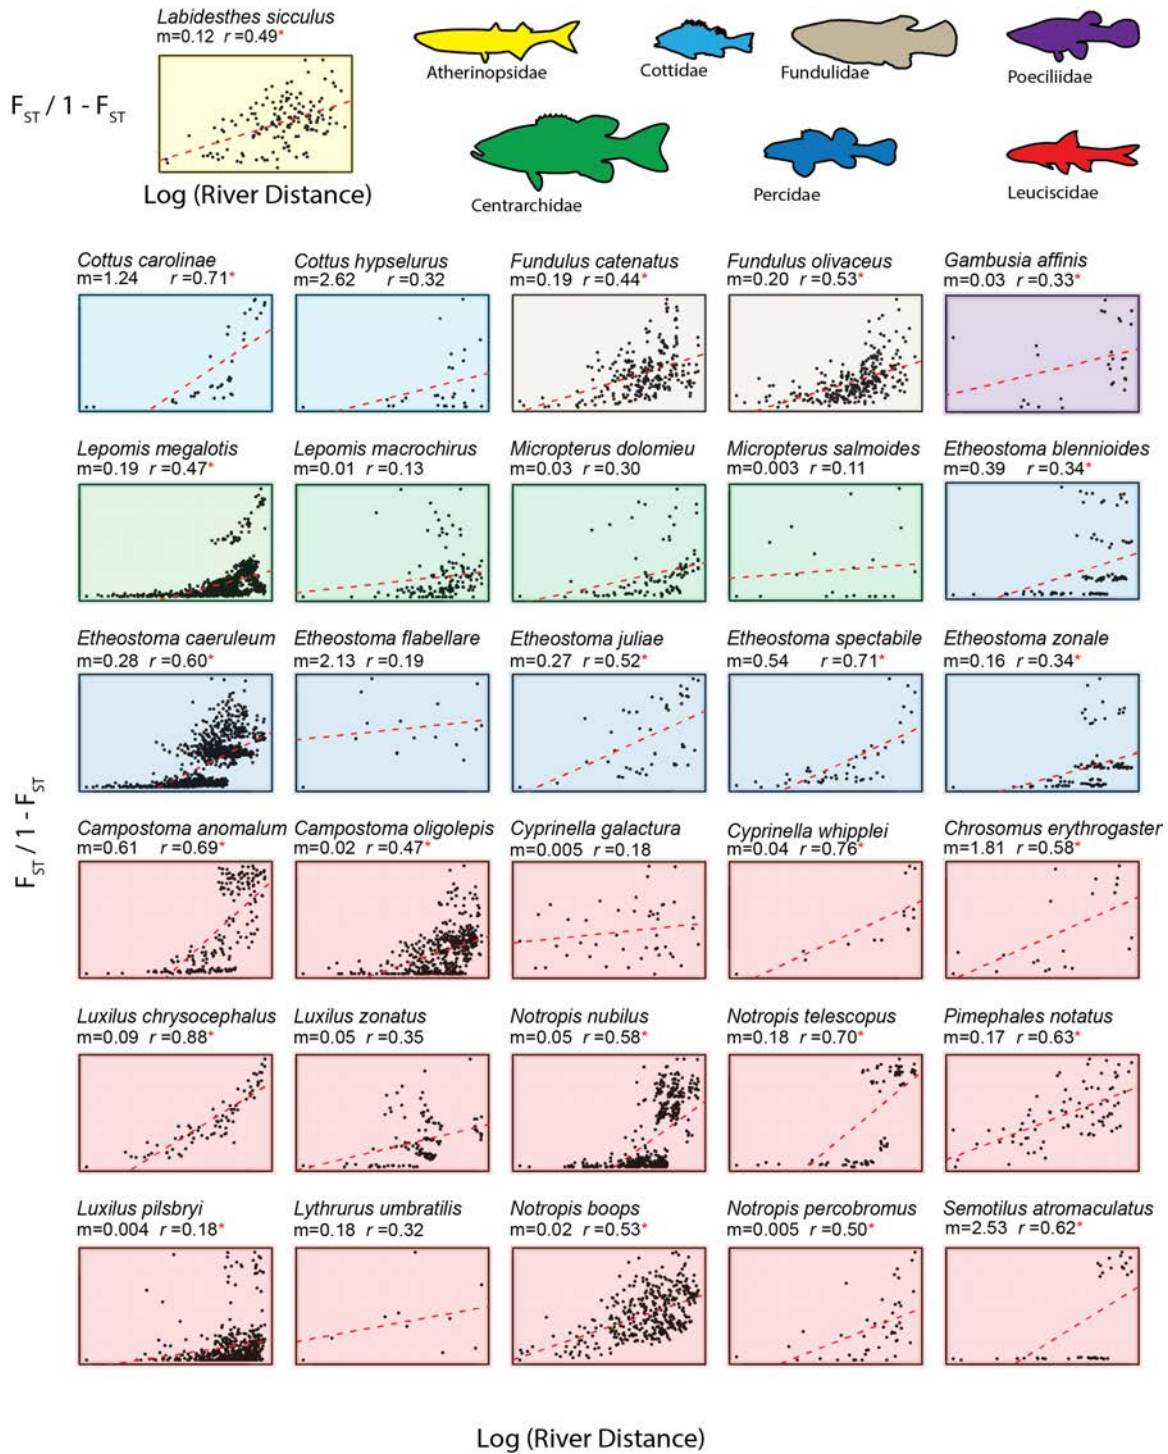 Labidesthes sicculus
m=0.12 r=0.49*
F_ST / 1 - F_ST
Log (River Distance)
Atherinopsidae
Cottidae
Fundulidae
Poeciliidae
Centrarchidae
Percidae
Leuciscidae
Cottus carolinae
m=1.24 r=0.71*
Cottus hypselurus
m=2.62 r=0.32
Fundulus catenatus
m=0.19 r=0.44*
Fundulus olivaceus
m=0.20 r=0.53*
Gambusia affinis
m=0.03 r=0.33*
Lepomis megalotis
m=0.19 r=0.47*
Lepomis macrochirus
m=0.01 r=0.13
Micropterus dolomieu
m=0.03 r=0.30
Micropterus salmoides
m=0.003 r=0.11
Etheostoma blennioides
m=0.39 r=0.34*
Etheostoma caeruleum
m=0.28 r=0.60*
Etheostoma flabellare
m=2.13 r=0.19
Etheostoma juliae
m=0.27 r=0.52*
Etheostoma spectabile
m=0.54 r=0.71*
Etheostoma zonale
m=0.16 r=0.34*
F_ST / 1 - F_ST
Campostoma anomalum
m=0.61 r=0.69*
Campostoma oligolepis
m=0.02 r=0.47*
Cyprinella galactura
m=0.005 r=0.18
Cyprinella whipplei
m=0.04 r=0.76*
Chrosomus erythrogaster
m=1.81 r=0.58*
Luxilus chrysocephalus
m=0.09 r=0.88*
Luxilus zonatus
m=0.05 r=0.35
Notropis nubilus
m=0.05 r=0.58*
Notropis telescopus
m=0.18 r=0.70*
Pimephales notatus
m=0.17 r=0.63*
Luxilus pilsbryi
m=0.004 r=0.18*
Lythrurus umbratilis
m=0.18 r=0.32
Notropis boops
m=0.02 r=0.53*
Notropis percobromus
m=0.005 r=0.50*
Semotilus atromaculatus
m=2.53 r=0.62*
Log (River Distance)